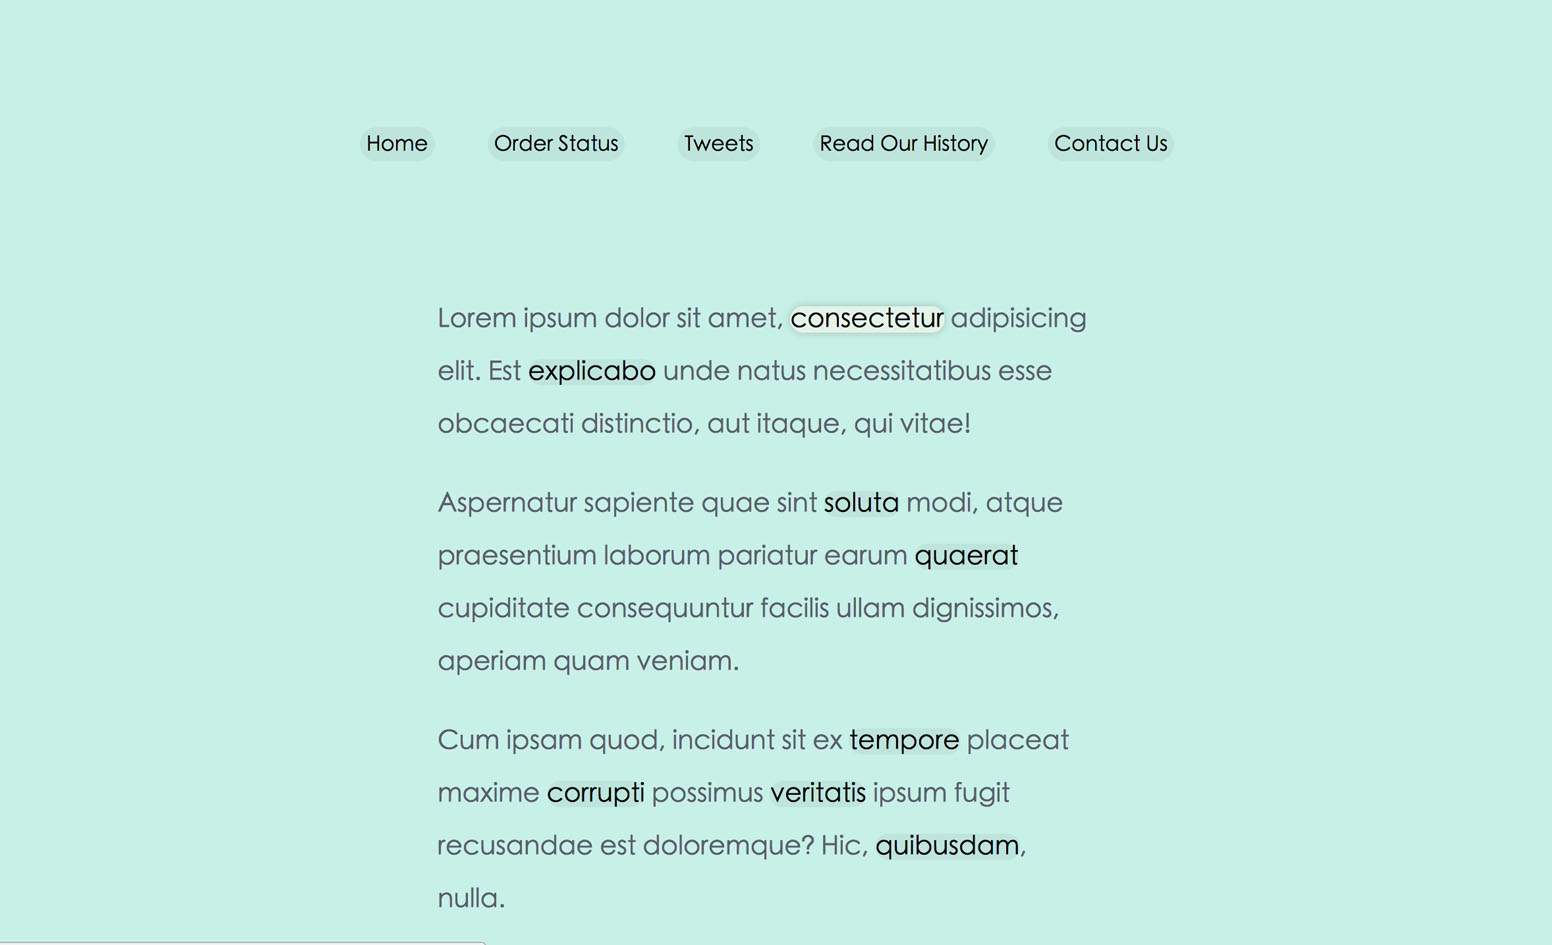 Home Order Status Tweets Read Our History Contact Us
Lorem ipsum dolor sit amet, consectetur adipisicing
elit. Est explicabo unde natus necessitatibus esse
obcaecati distinctio, aut itaque, qui vitae!
Aspernatur sapiente quae sint soluta modi, atque
praesentium laborum pariatur earum quaerat
cupiditate consequuntur facilis ullam dignissimos,
aperiam quam veniam.
Cum ipsam quod, incidunt sit ex tempore placeat
maxime corrupti possimus veritatis ipsum fugit
recusandae est doloremque? Hic, quibusdam,
nulla.